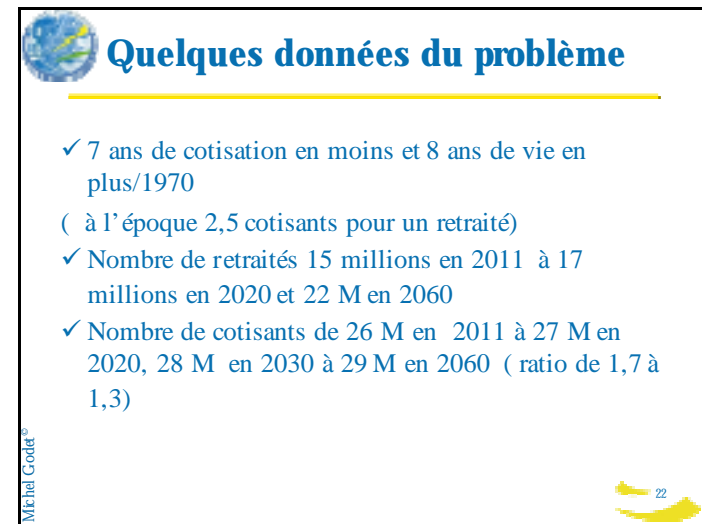 Quelques données du problème
✓ 7 ans de cotisation en moins et 8 ans de vie en
plus/1970
( à l'époque 2,5 cotisants pour un retraité)
✓ Nombre de retraités 15 millions en 2011 à 17
millions en 2020 et 22 M en 2060
✓ Nombre de cotisants de 26 M en 2011 à 27 M en
2020, 28 M en 2030 à 29 M en 2060 ( ratio de 1,7 à
1,3)
Michel Godet©
22